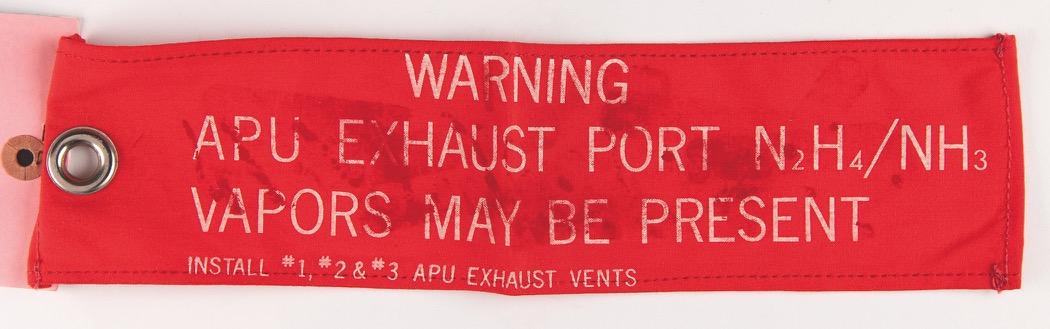 WARNING
APU EXHAUST PORT N₂H₄/NH₃
VAPORS MAY BE PRESENT
INSTALL #1, #2 & #3 APU EXHAUST VENTS